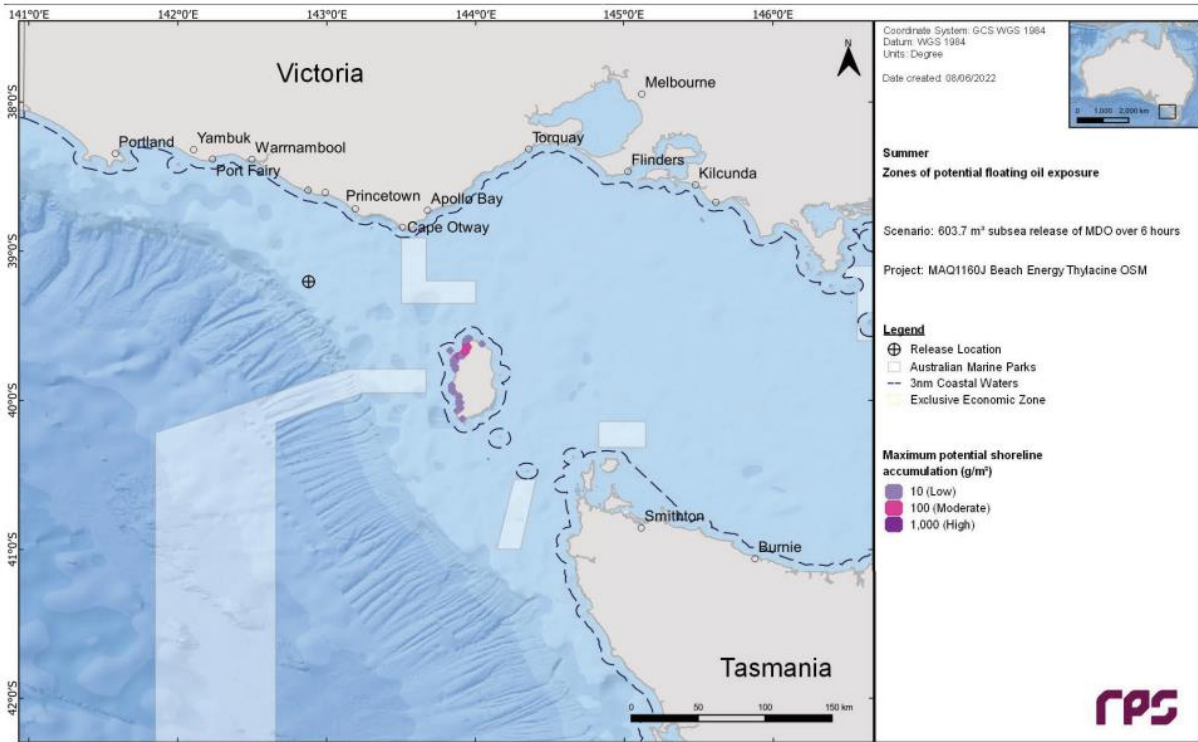 141°0'E 142°0'E 143°0'E 144°0'E 145°0'E 146°0'E
38°0'S
39°0'S
40°0'S
41°0'S
42°0'S
Victoria
N
Melbourne
Portland
Yambuk
Warrnambool
Port Fairy
Torquay
Flinders
Kilcunda
Princetown
Apollo Bay
Cape Otway
Smithton
Burnie
Tasmania
0 50 100 150 km
Coordinate System: GCS WGS 1984
Datum: WGS 1984
Units: Degree
Date created: 08/06/2022
0 1,000 2,000 km
Summer
Zones of potential floating oil exposure
Scenario: 603.7 m³ subsea release of MDO over 6 hours
Project: MAQ1160J Beach Energy Thylacine OSM
Legend
Release Location
Australian Marine Parks
3nm Coastal Waters
Exclusive Economic Zone
Maximum potential shoreline
accumulation (g/m²)
10 (Low)
100 (Moderate)
1,000 (High)
rps